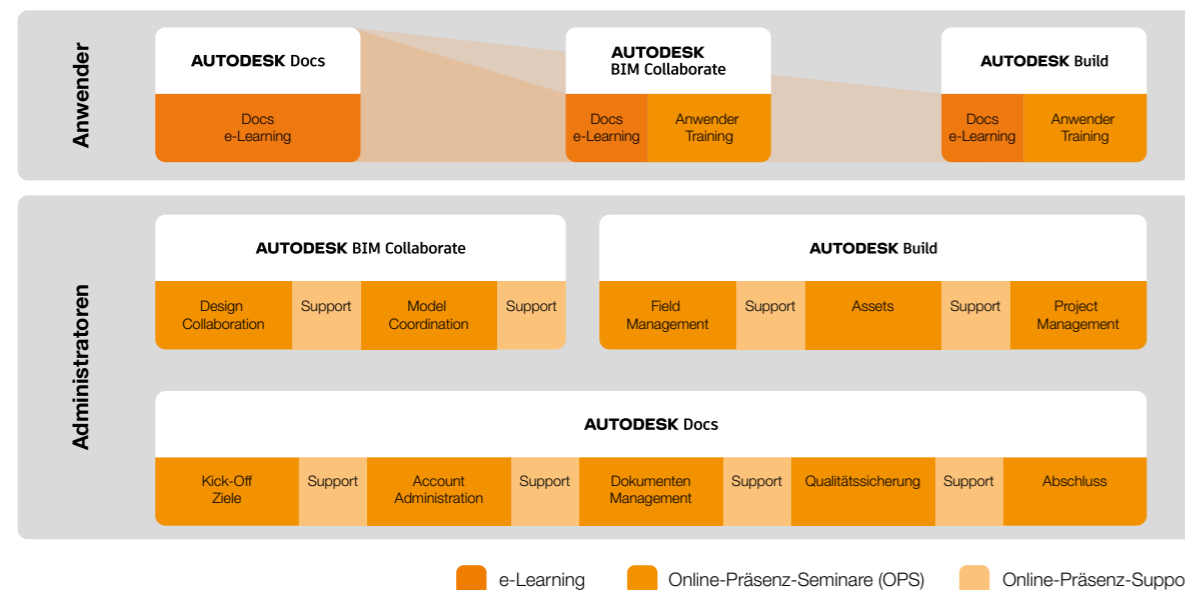 Anwender
AUTODESK Docs
Docs
e-Learning
AUTODESK
BIM Collaborate
Docs
e-Learning
Anwender
Training
AUTODESK Build
Docs
e-Learning
Anwender
Training
Administratoren
AUTODESK BIM Collaborate
Design
Collaboration
Support
Model
Coordination
Support
AUTODESK Build
Field
Management
Support
Assets
Support
Project
Management
AUTODESK Docs
Kick-Off
Ziele
Support
Account
Administration
Support
Dokumenten
Management
Support
Qualitätssicherung
Support
Abschluss
e-Learning
Online-Präsenz-Seminare (OPS)
Online-Präsenz-Suppo